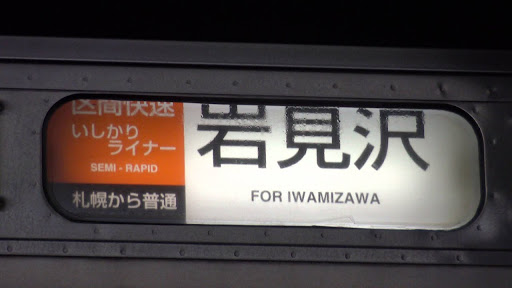 区間快速
いしかり
ライナー
SEMI - RAPID
札幌から普通
岩見沢
FOR IWAMIZAWA